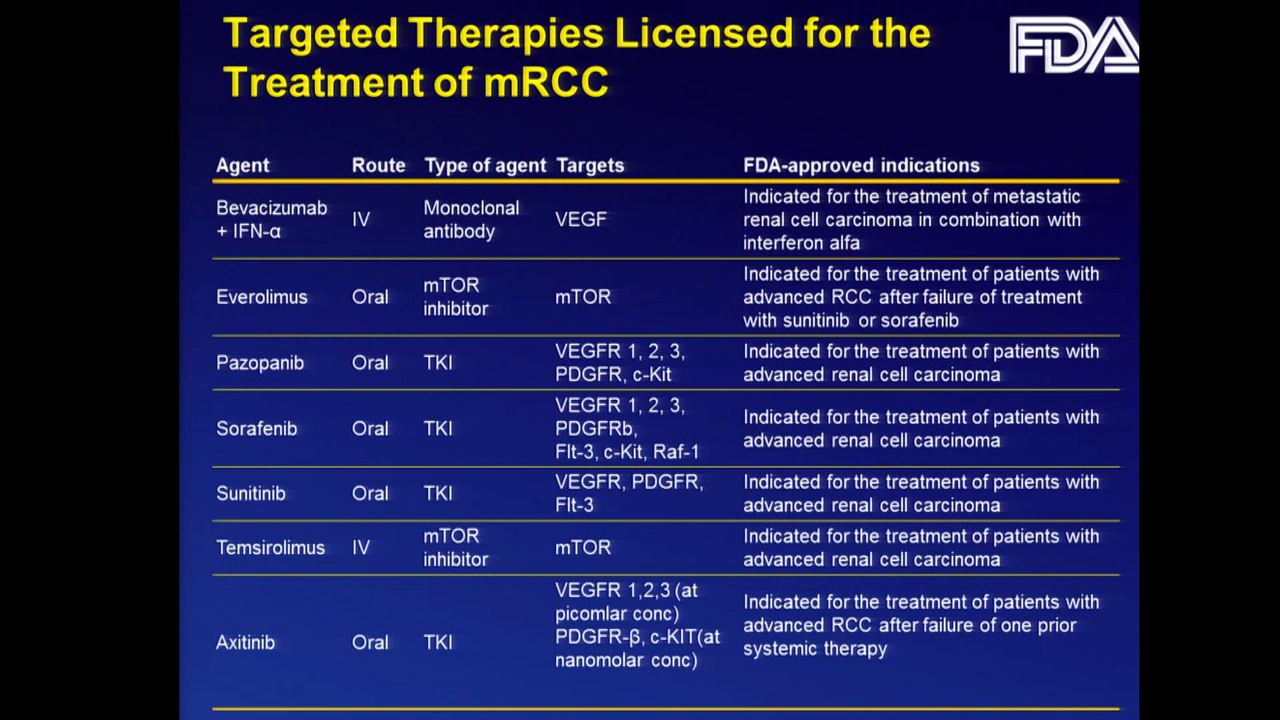 Targeted Therapies Licensed for the
Treatment of mRCC
FDA
Agent Route Type of agent Targets FDA-approved indications
Bevacizumab
+ IFN-α
IV
Monoclonal
antibody
VEGF
Indicated for the treatment of metastatic
renal cell carcinoma in combination with
interferon alfa
Everolimus
Oral
mTOR
inhibitor
mTOR
Indicated for the treatment of patients with
advanced RCC after failure of treatment
with sunitinib or sorafenib
Pazopanib
Oral
TKI
VEGFR 1, 2, 3,
PDGFR, c-Kit
Indicated for the treatment of patients with
advanced renal cell carcinoma
Sorafenib
Oral
TKI
VEGFR 1, 2, 3,
PDGFRb,
Flt-3, c-Kit, Raf-1
Indicated for the treatment of patients with
advanced renal cell carcinoma
Sunitinib
Oral
TKI
VEGFR, PDGFR,
Flt-3
Indicated for the treatment of patients with
advanced renal cell carcinoma
Temsirolimus
IV
mTOR
inhibitor
mTOR
Indicated for the treatment of patients with
advanced renal cell carcinoma
Axitinib
Oral
TKI
VEGFR 1,2,3 (at
picomlar conc)
PDGFR-β, c-KIT(at
nanomolar conc)
Indicated for the treatment of patients with
advanced RCC after failure of one prior
systemic therapy